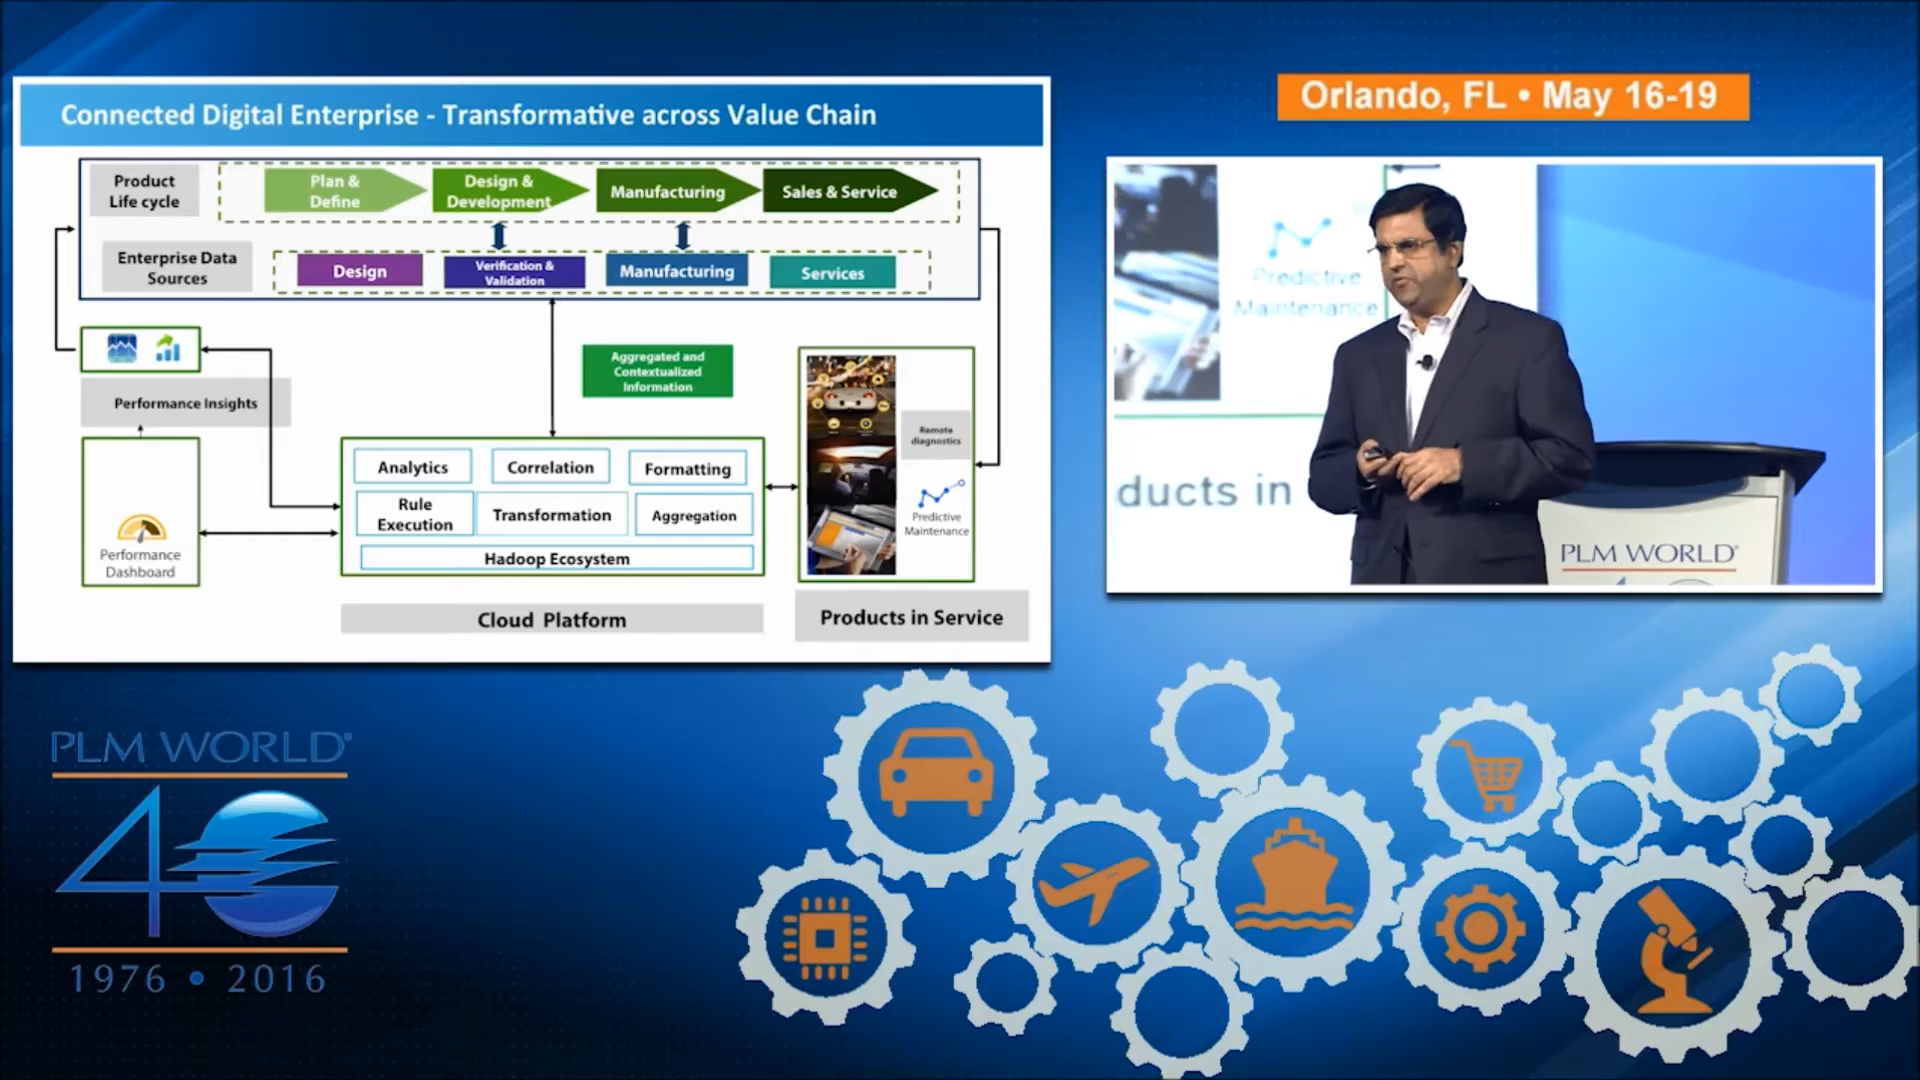 Connected Digital Enterprise - Transformative across Value Chain
Product
Life cycle
Plan &
Define
Design &
Development
Manufacturing
Sales & Service
Enterprise Data
Sources
Design
Verification &
Validation
Manufacturing
Services
Aggregated and
Contextualized
Information
Performance Insights
Performance
Dashboard
Analytics
Correlation
Formatting
Rule
Execution
Transformation
Aggregation
Hadoop Ecosystem
Cloud Platform
Remote
diagnostics
Predictive
Maintenance
Products in Service
Orlando, FL • May 16-19
Predictive
Maintenance
ducts in
PLM WORLD
PLM WORLD®
40
1976 • 2016